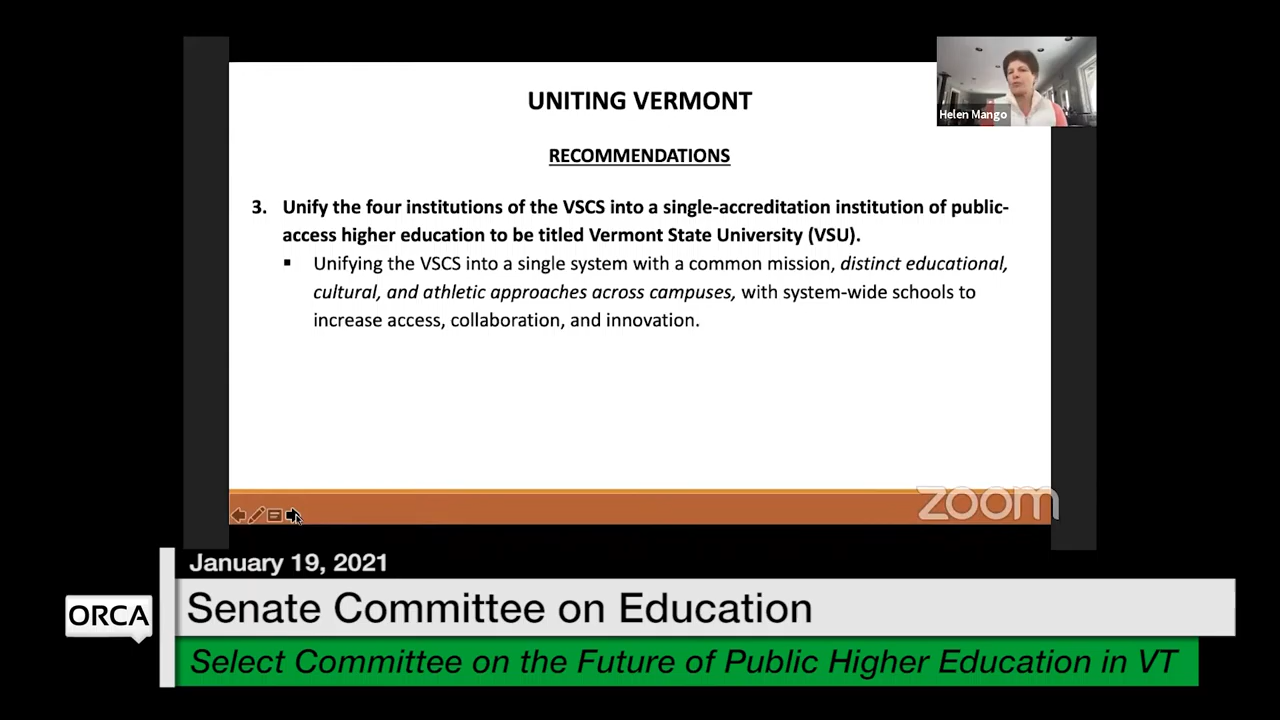 UNITING VERMONT
Helen Mango
RECOMMENDATIONS
3. Unify the four institutions of the VSCS into a single-accreditation institution of public-
access higher education to be titled Vermont State University (VSU).
▪ Unifying the VSCS into a single system with a common mission, distinct educational,
cultural, and athletic approaches across campuses, with system-wide schools to
increase access, collaboration, and innovation.
zoom
January 19, 2021
ORCA
Senate Committee on Education
Select Committee on the Future of Public Higher Education in VT